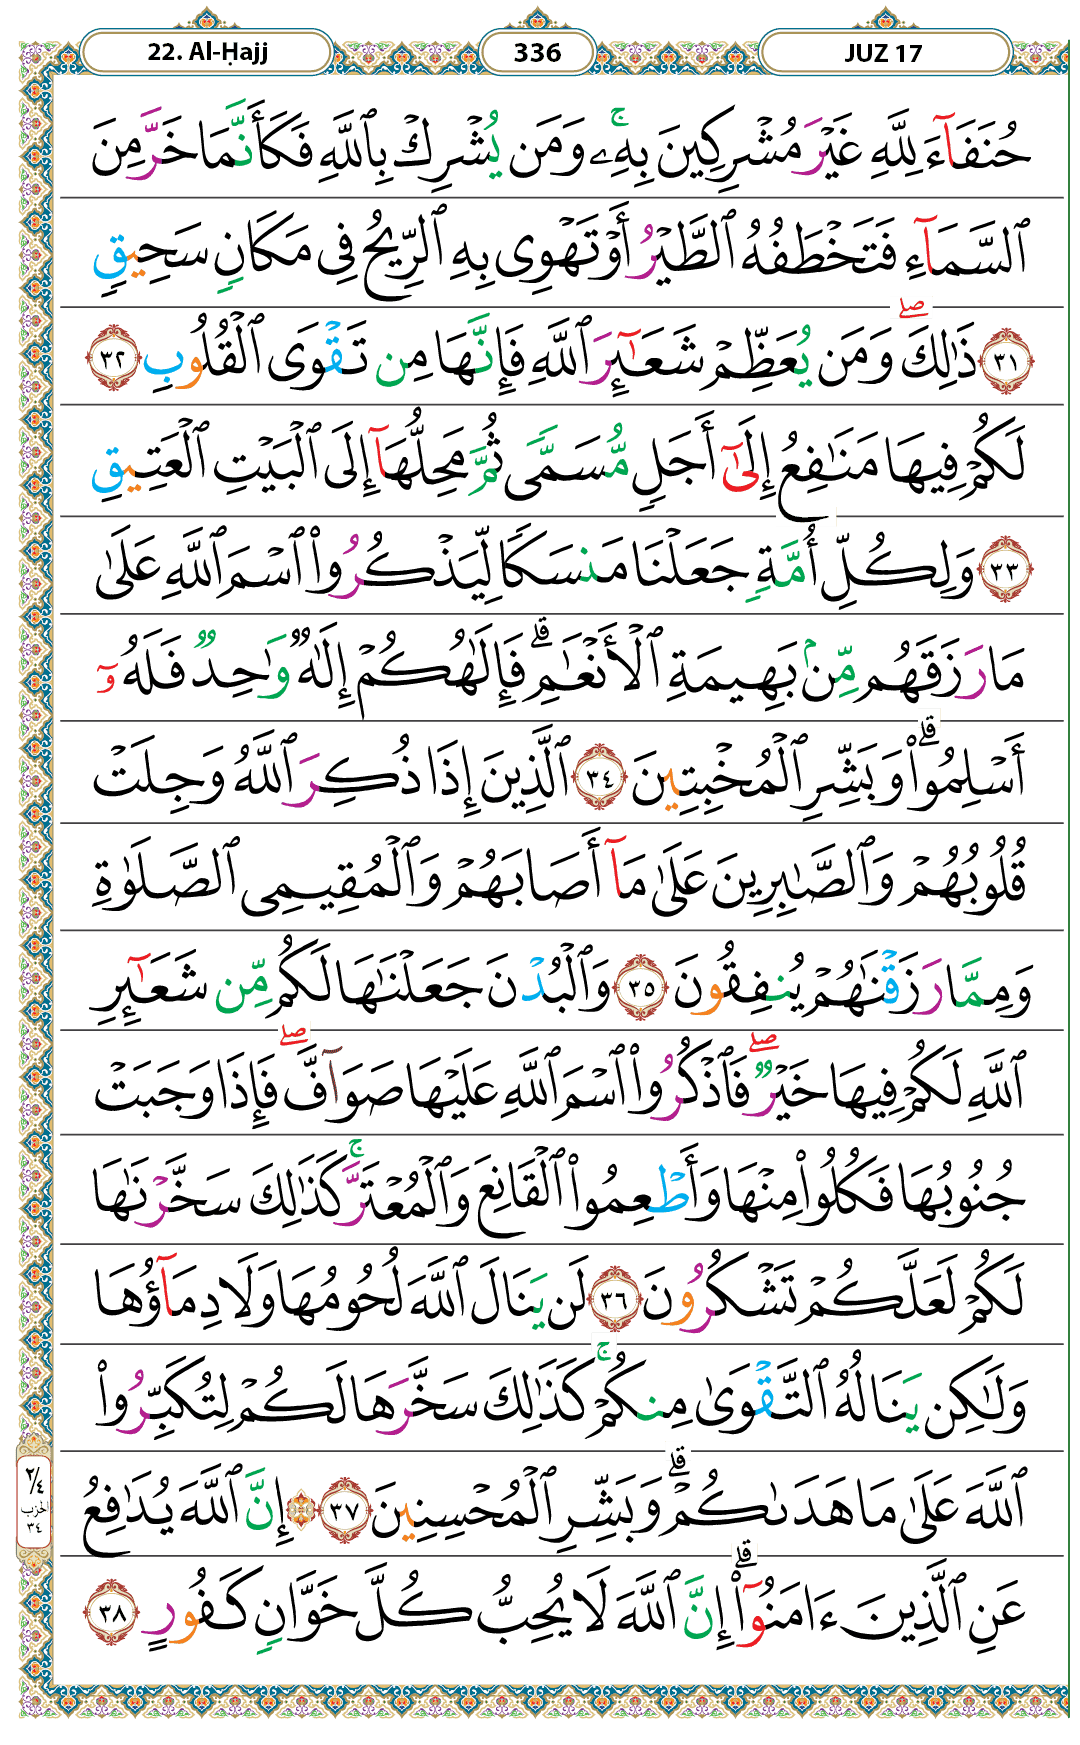 22. Al-Ḥajj
336
JUZ 17
حُنَفَآءَ لِلَّهِ غَيْرَ مُشْرِكِينَ بِهِۦ ۚ وَمَن يُشْرِكْ بِٱللَّهِ فَكَأَنَّمَا خَرَّ مِنَ
ٱلسَّمَآءِ فَتَخْطَفُهُ ٱلطَّيْرُ أَوْ تَهْوِى بِهِ ٱلرِّيحُ فِى مَكَانٍ سَحِيقٍ
٣١ ذَٰلِكَ ۖ وَمَن يُعَظِّمْ شَعَـٰٓئِرَ ٱللَّهِ فَإِنَّهَا مِن تَقْوَى ٱلْقُلُوبِ ٣٢
لَكُمْ فِيهَا مَنَـٰفِعُ إِلَىٰٓ أَجَلٍ مُّسَمًّى ثُمَّ مَحِلُّهَآ إِلَى ٱلْبَيْتِ ٱلْعَتِيقِ
٣٣ وَلِكُلِّ أُمَّةٍ جَعَلْنَا مَنسَكًا لِّيَذْكُرُوا۟ ٱسْمَ ٱللَّهِ عَلَىٰ
مَا رَزَقَهُم مِّنۢ بَهِيمَةِ ٱلْأَنْعَـٰمِ ۗ فَإِلَـٰهُكُمْ إِلَـٰهٌ وَٰحِدٌ فَلَهُۥٓ
أَسْلِمُوا۟ ۗ وَبَشِّرِ ٱلْمُخْبِتِينَ ٣٤ ٱلَّذِينَ إِذَا ذُكِرَ ٱللَّهُ وَجِلَتْ
قُلُوبُهُمْ وَٱلصَّـٰبِرِينَ عَلَىٰ مَآ أَصَابَهُمْ وَٱلْمُقِيمِى ٱلصَّلَوٰةِ
وَمِمَّا رَزَقْنَـٰهُمْ يُنفِقُونَ ٣٥ وَٱلْبُدْنَ جَعَلْنَـٰهَا لَكُم مِّن شَعَـٰٓئِرِ
ٱللَّهِ لَكُمْ فِيهَا خَيْرٌ ۖ فَٱذْكُرُوا۟ ٱسْمَ ٱللَّهِ عَلَيْهَا صَوَآفَّ ۖ فَإِذَا وَجَبَتْ
جُنُوبُهَا فَكُلُوا۟ مِنْهَا وَأَطْعِمُوا۟ ٱلْقَانِعَ وَٱلْمُعْتَرَّ ۚ كَذَٰلِكَ سَخَّرْنَـٰهَا
لَكُمْ لَعَلَّكُمْ تَشْكُرُونَ ٣٦ لَن يَنَالَ ٱللَّهَ لُحُومُهَا وَلَا دِمَآؤُهَا
وَلَـٰكِن يَنَالُهُ ٱلتَّقْوَىٰ مِنكُمْ ۚ كَذَٰلِكَ سَخَّرَهَا لَكُمْ لِتُكَبِّرُوا۟
ٱللَّهَ عَلَىٰ مَا هَدَىٰكُمْ ۗ وَبَشِّرِ ٱلْمُحْسِنِينَ ٣٧ ۞ إِنَّ ٱللَّهَ يُدَٰفِعُ
عَنِ ٱلَّذِينَ ءَامَنُوٓا۟ ۗ إِنَّ ٱللَّهَ لَا يُحِبُّ كُلَّ خَوَّانٍ كَفُورٍ ٣٨
٢/٤
الحزب
٣٤